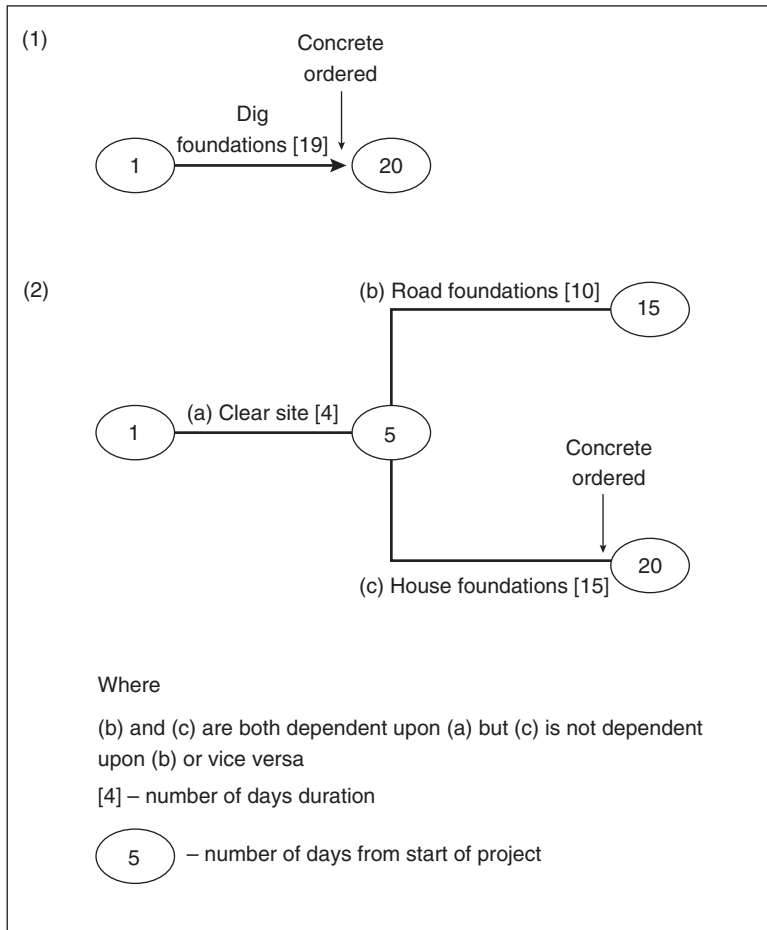 (1)
Concrete
ordered
Dig
foundations [19]
1
20
(2)
(b) Road foundations [10]
15
(a) Clear site [4]
1
5
Concrete
ordered
20
(c) House foundations [15]
Where
(b) and (c) are both dependent upon (a) but (c) is not dependent
upon (b) or vice versa
[4] – number of days duration
5 – number of days from start of project